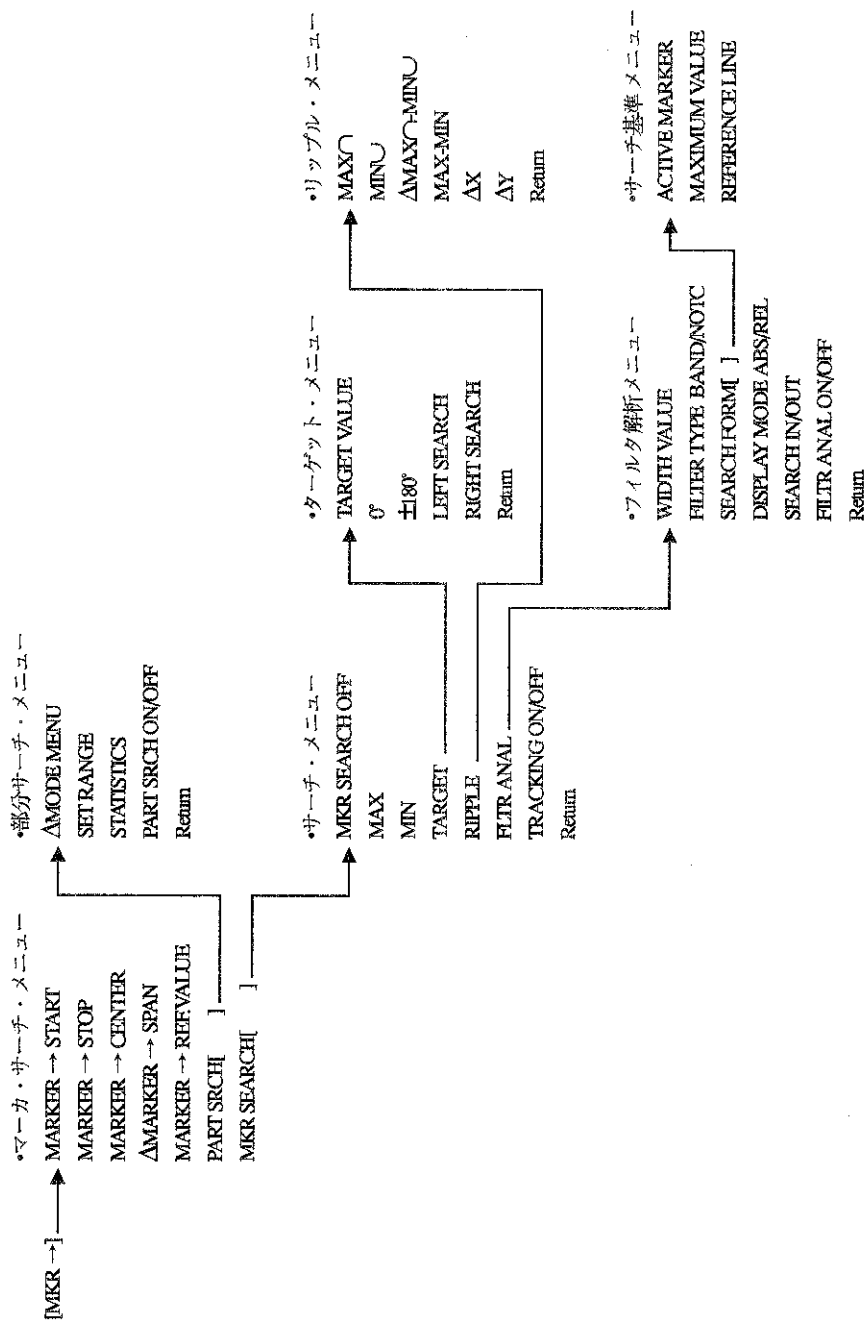 [MKR →]
•マーカ・サーチ・メニュー
MARKER → START
MARKER → STOP
MARKER → CENTER
ΔMARKER → SPAN
MARKER → REF.VALUE
PART SRCH[ ]
MKR SEARCH[ ]
•部分サーチ・メニュー
ΔMODE MENU
SET RANGE
STATISTICS
PART SRCH ON/OFF
Return
•サーチ・メニュー
MKR SEARCH OFF
MAX
MIN
TARGET
RIPPLE
FLTR ANAL
TRACKING ON/OFF
Return
•ターゲット・メニュー
TARGET VALUE
0°
±180°
LEFT SEARCH
RIGHT SEARCH
Return
•リップル・メニュー
MAX∩
MIN∪
ΔMAX∩-MIN∪
MAX-MIN
ΔX
ΔY
Return
•フィルタ解析メニュー
WIDTH VALUE
FILTER TYPE BAND/NOTC
SEARCH FORM[ ]
DISPLAY MODE ABS/REL
SEARCH IN/OUT
FILTR ANAL ON/OFF
Return
•サーチ基準メニュー
ACTIVE MARKER
MAXIMUM VALUE
REFERENCE LINE